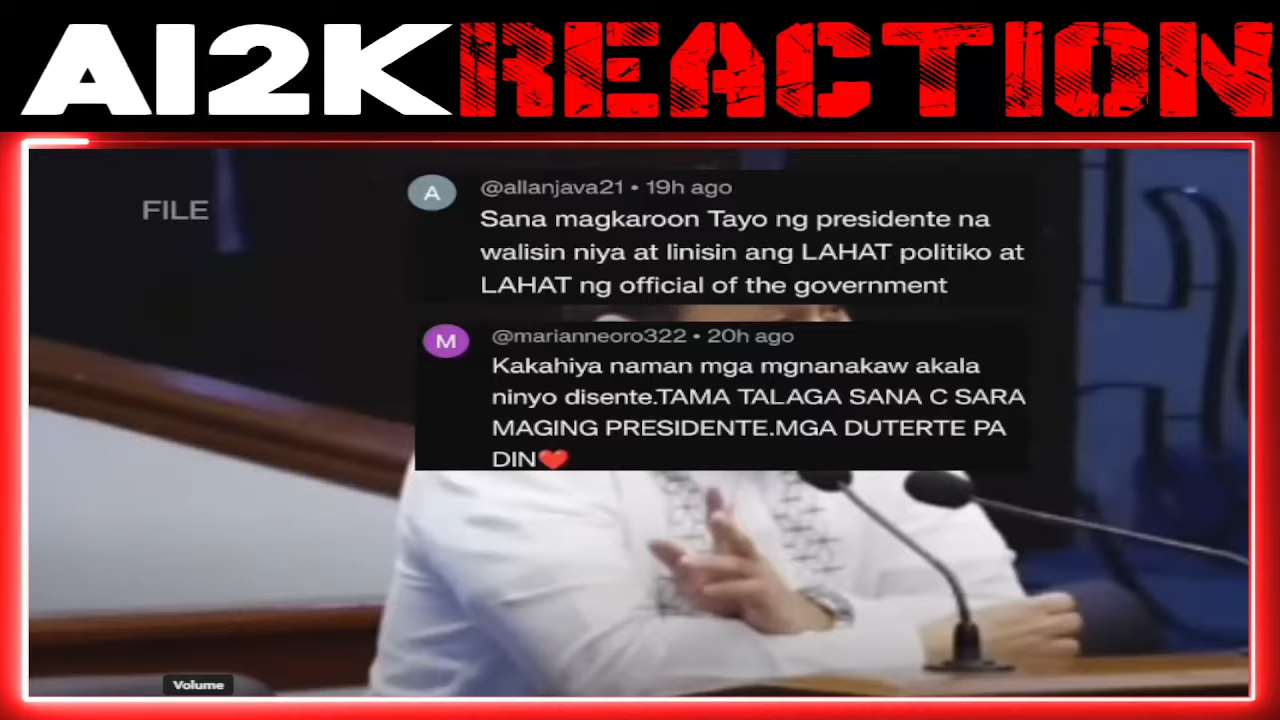 AI2KREACTION
FILE
A
@allanjava21 • 19h ago
Sana magkaroon Tayo ng presidente na
walisin niya at linisin ang LAHAT politiko at
LAHAT ng official of the government
M
@marianneoro322 • 20h ago
Kakahiya naman mga mgnanakaw akala
ninyo disente.TAMA TALAGA SANA C SARA
MAGING PRESIDENTE.MGA DUTERTE PA
DIN❤️
Volume